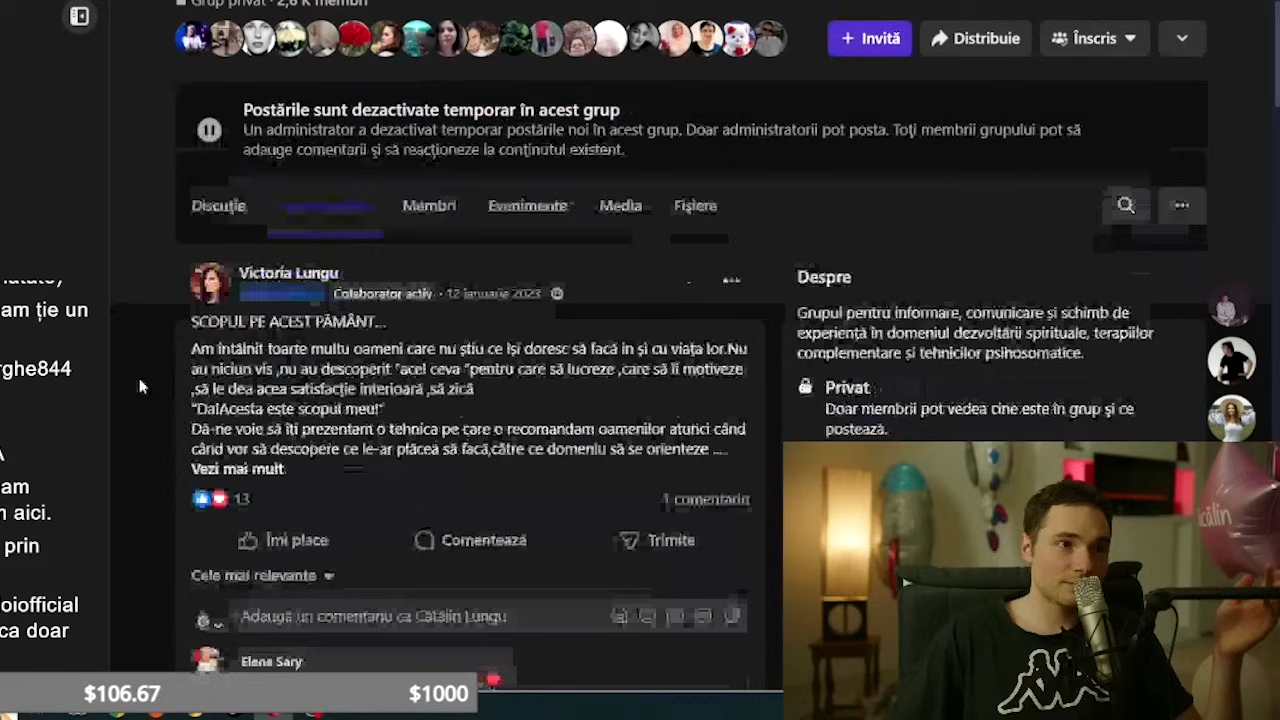 Grup privat · 2,6 K membri
+ Invită
Distribuie
Înscris
Postările sunt dezactivate temporar în acest grup
Un administrator a dezactivat temporar postările noi în acest grup. Doar administratorii pot posta. Toți membrii grupului pot să
adauge comentarii și să reacționeze la conținutul existent.
Discuție
Membri
Evenimente
Media
Fișiere
Victoria Lungu
Colaborator activ · 12 ianuarie 2023
SCOPUL PE ACEST PĂMÂNT...
Am întâlnit foarte multu oameni care nu știu ce își doresc să facă în și cu viața lor.Nu
au niciun vis ,nu au descoperit "acel ceva "pentru care să lucreze ,care să îi motiveze
,să le dea acea satisfacție interioară ,să zică
"Da!Acesta este scopul meu!"
Dă-ne voie să îți prezentam o tehnica pe care o recomandam oamenilor atunci când
când vor să descopere ce le-ar plăcea să facă,către ce domeniu să se orienteze ....
Vezi mai mult
13
1 comentariu
Îmi place
Comentează
Trimite
Cele mai relevante
Adaugă un comentariu ca Cătălin Lungu
Elena Sary
Despre
Grupul pentru informare, comunicare și schimb de
experiență în domeniul dezvoltării spirituale, terapiilor
complementare și tehnicilor psihosomatice.
Privat
Doar membrii pot vedea cine este în grup și ce
postează.
am ție un
rghe844
am
n aici.
prin
oiofficial
ca doar
$106.67
$1000
călin